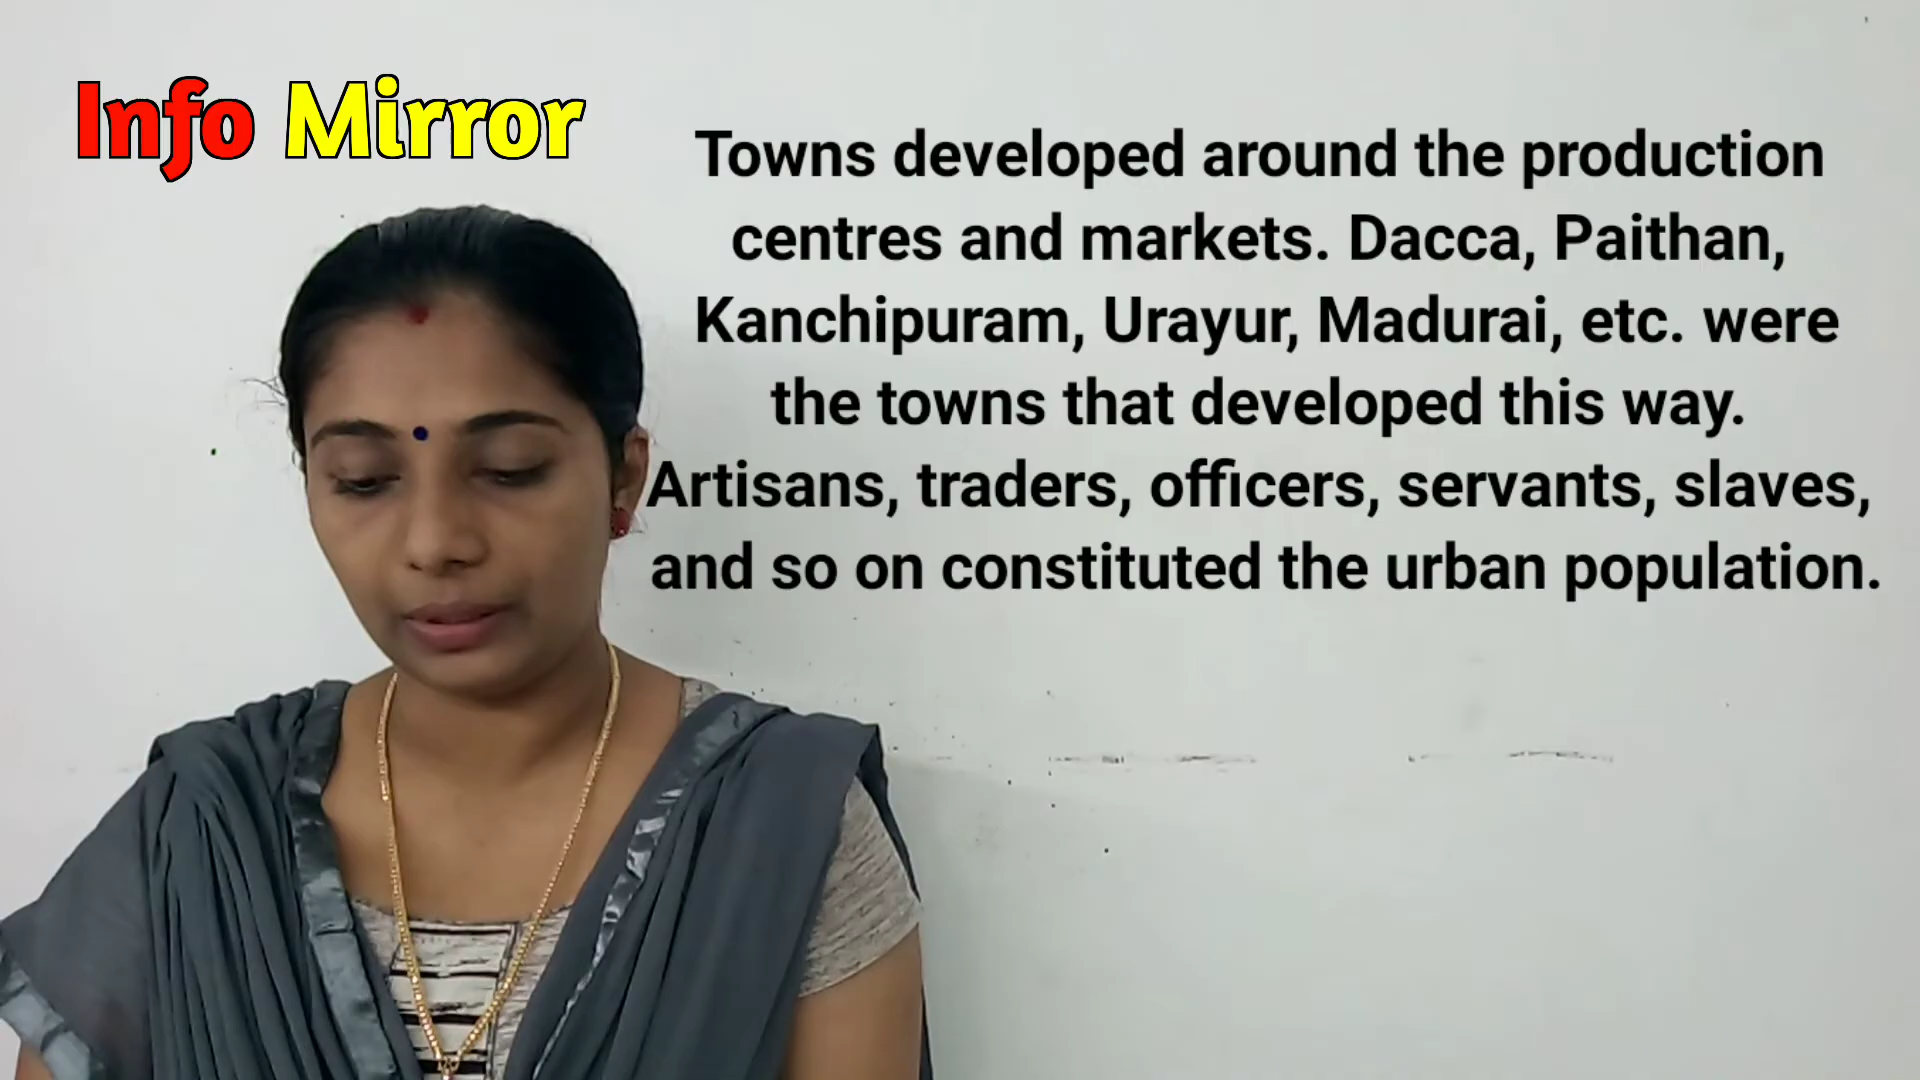 Info Mirror
Towns developed around the production
centres and markets. Dacca, Paithan,
Kanchipuram, Urayur, Madurai, etc. were
the towns that developed this way.
Artisans, traders, officers, servants, slaves,
and so on constituted the urban population.